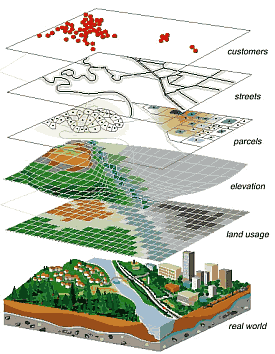 customers
streets
parcels
elevation
land usage
real world